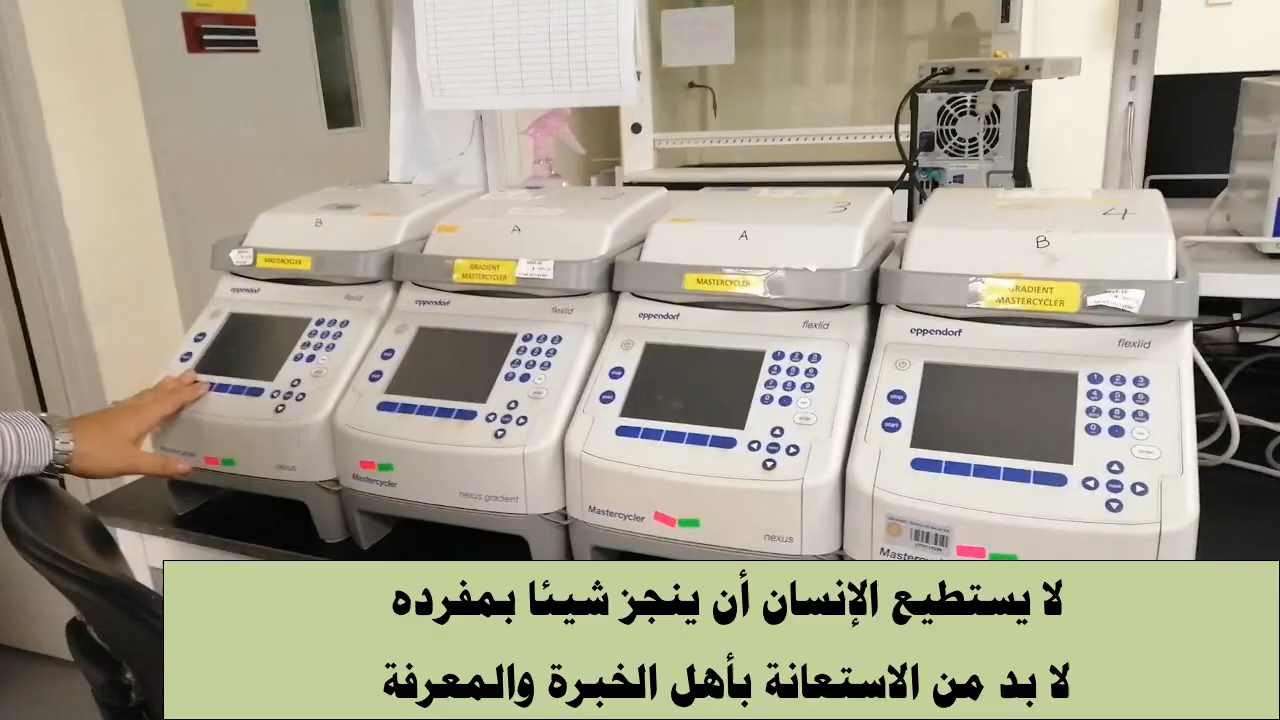 B
A
3
A
4
B
MASTERCYCLER
GRADIENT
MASTERCYCLER
MASTERCYCLER
GRADIENT
MASTERCYCLER
eppendorf
flexlid
eppendorf
flexlid
eppendorf
flexlid
eppendorf
flexlid
stop
start
nexus
Mastercycler
nexus gradient
Mastercycler
nexus
لا يستطيع الإنسان أن ينجز شيئا بمفرده
لا بد من الاستعانة بأهل الخبرة والمعرفة